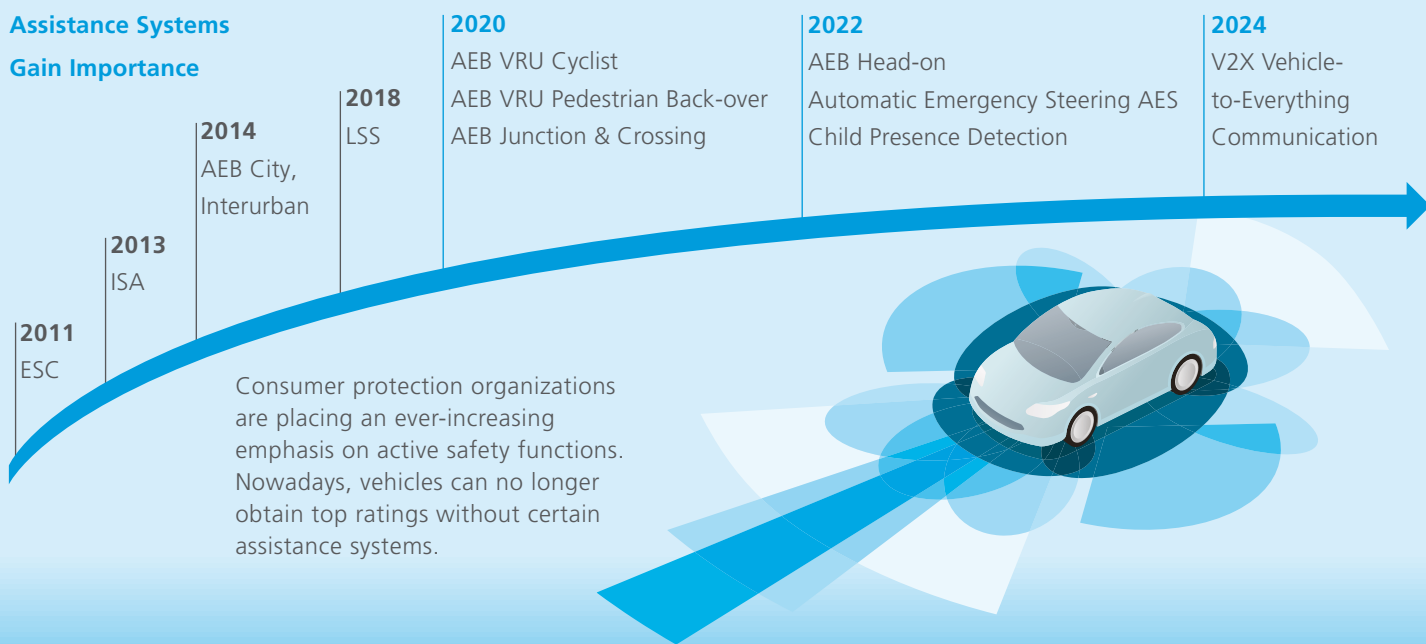 Assistance Systems
Gain Importance
2011
ESC
2013
ISA
2014
AEB City,
Interurban
2018
LSS
2020
AEB VRU Cyclist
AEB VRU Pedestrian Back-over
AEB Junction & Crossing
2022
AEB Head-on
Automatic Emergency Steering AES
Child Presence Detection
2024
V2X Vehicle-
to-Everything
Communication
Consumer protection organizations
are placing an ever-increasing
emphasis on active safety functions.
Nowadays, vehicles can no longer
obtain top ratings without certain
assistance systems.